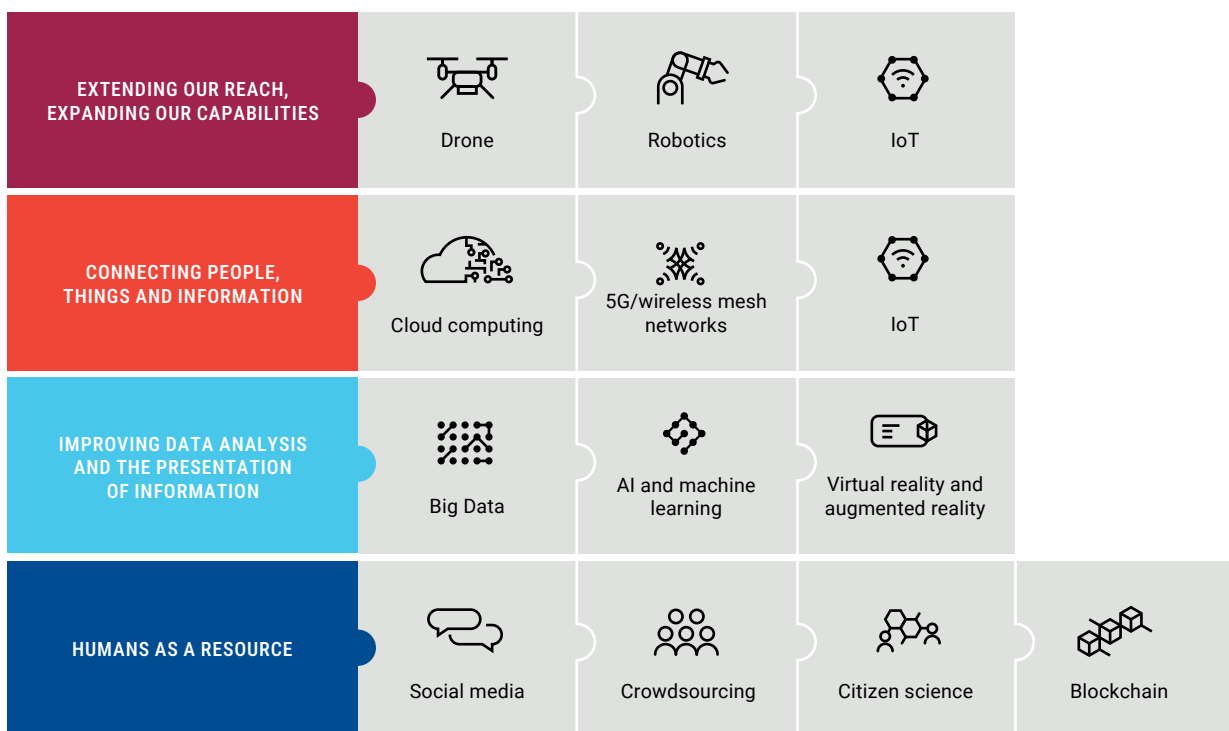 EXTENDING OUR REACH,
EXPANDING OUR CAPABILITIES
Drone
Robotics
IoT
CONNECTING PEOPLE,
THINGS AND INFORMATION
Cloud computing
5G/wireless mesh
networks
IoT
IMPROVING DATA ANALYSIS
AND THE PRESENTATION
OF INFORMATION
Big Data
AI and machine
learning
Virtual reality and
augmented reality
HUMANS AS A RESOURCE
Social media
Crowdsourcing
Citizen science
Blockchain